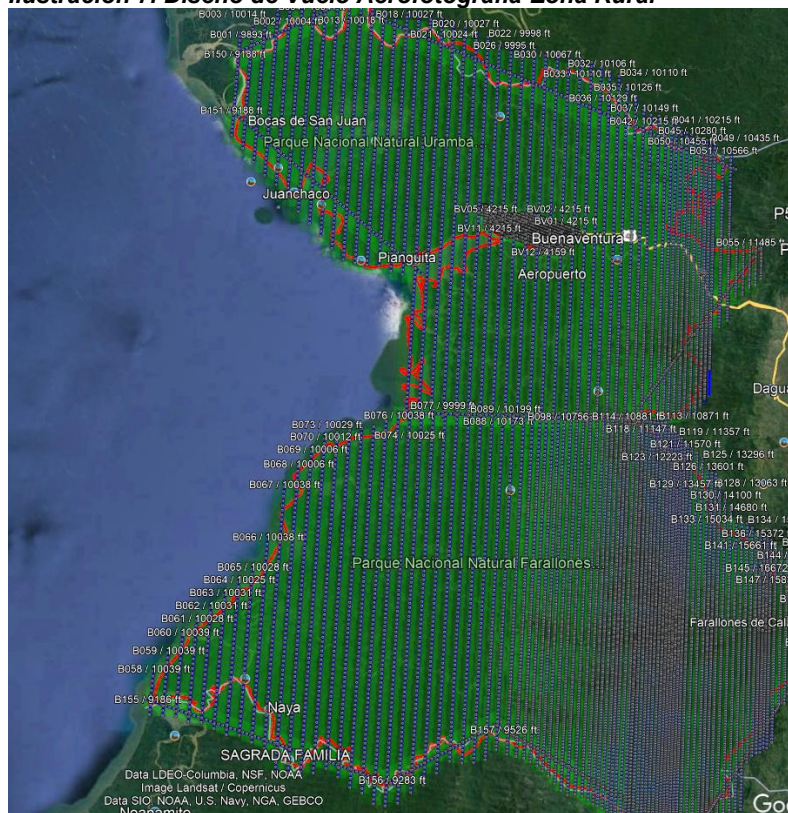 Ilustración 7. Diseño de vuelo Aerofotografía Zona Rural
B003 / 10014 ft
B002 / 10004 ft
B013 / 10018 ft
B018 / 10027 ft
B020 / 10027 ft
B001 / 9893 ft
B021 / 10024 ft
B022 / 9998 ft
B026 / 9995 ft
B150 / 9188 ft
B030 / 10067 ft
B032 / 10106 ft
B033 / 10110 ft
B034 / 10110 ft
B035 / 10126 ft
B036 / 10129 ft
B037 / 10149 ft
B151 / 9188 ft
Bocas de San Juan
B042 / 10215 ft
B041 / 10215 ft
B045 / 10280 ft
B049 / 10435 ft
B050 / 10455 ft
B051 / 10566 ft
Parque Nacional Natural Uramba...
Juanchaco
BV05 / 4215 ft
BV02 / 4215 ft
BV01 / 4215 ft
BV11 / 4215 ft
Buenaventura
BV12 / 4159 ft
B055 / 11485 ft
Pianguita
Aeropuerto
Dagua
B077 / 9999 ft
B076 / 10038 ft
B089 / 10199 ft
B088 / 10173 ft
B098 / 10756
B114 / 10881 ft
B113 / 10871 ft
B073 / 10029 ft
B074 / 10025 ft
B070 / 10012 ft
B118 / 11147 ft
B119 / 11357 ft
B069 / 10006 ft
B121 / 11570 ft
B068 / 10006 ft
B123 / 12223 ft
B125 / 13296 ft
B126 / 13601 ft
B067 / 10038 ft
B129 / 13457 ft
B128 / 13063 ft
B130 / 14100 ft
B131 / 14680 ft
B133 / 15034 ft
B066 / 10038 ft
B136 / 15372 ft
B141 / 15661 ft
B065 / 10028 ft
Parque Nacional Natural Farallones...
B145 / 16672
B064 / 10025 ft
B063 / 10031 ft
B062 / 10031 ft
B061 / 10028 ft
B060 / 10039 ft
Farallones de Cali
B059 / 10039 ft
B058 / 10039 ft
B155 / 9186 ft
Naya
B157 / 9526 ft
SAGRADA FAMILIA
B156 / 9283 ft
Data LDEO-Columbia, NSF, NOAA
Image Landsat / Copernicus
Data SIO, NOAA, U.S. Navy, NGA, GEBCO
Noanamito